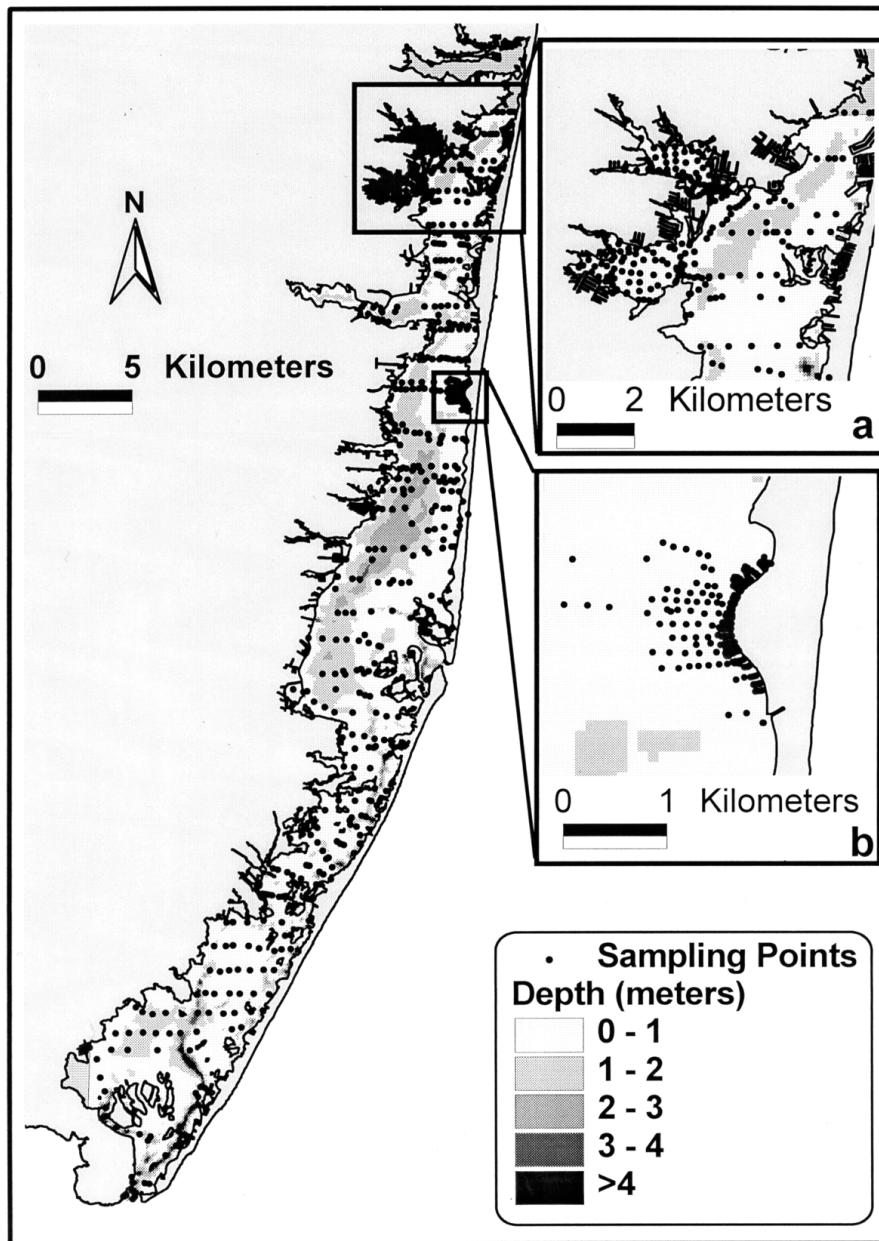 N
0 5 Kilometers
0 2 Kilometers
a
0 1 Kilometers
b
Sampling Points
Depth (meters)
0 - 1
1 - 2
2 - 3
3 - 4
>4